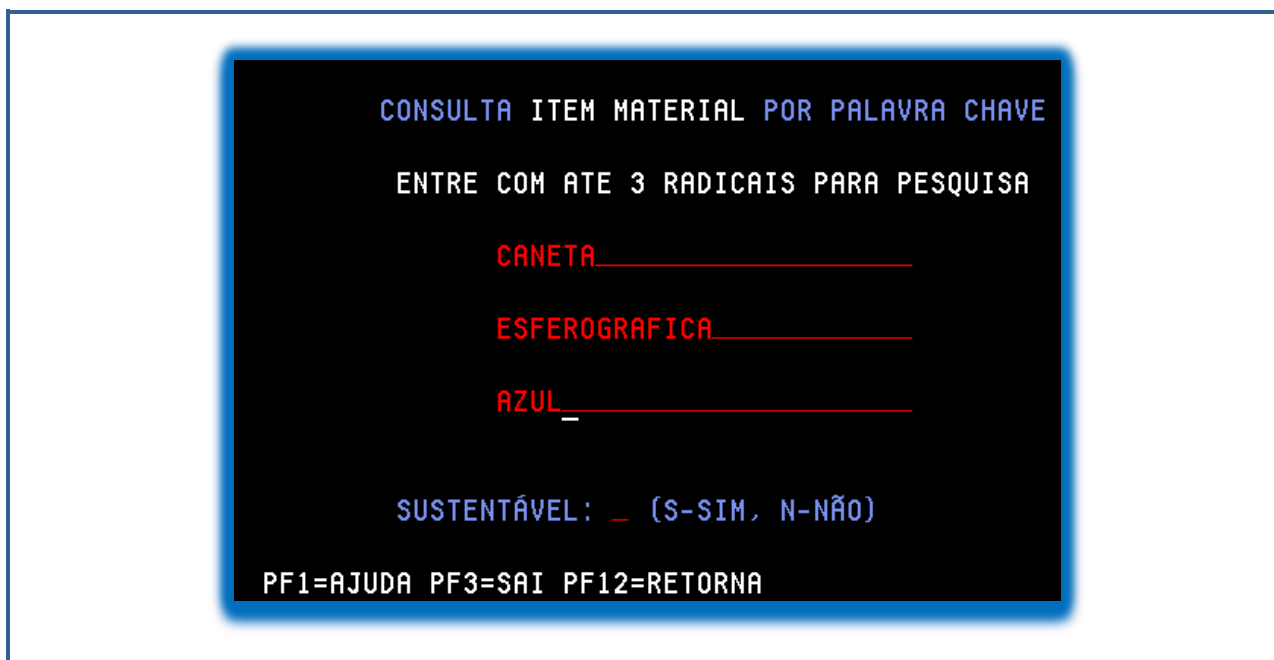 CONSULTA ITEM MATERIAL POR PALAVRA CHAVE
ENTRE COM ATE 3 RADICAIS PARA PESQUISA
CANETA
ESFEROGRAFICA
AZUL_
SUSTENTÁVEL: _ (S-SIM, N-NÃO)
PF1=AJUDA PF3=SAI PF12=RETORNA